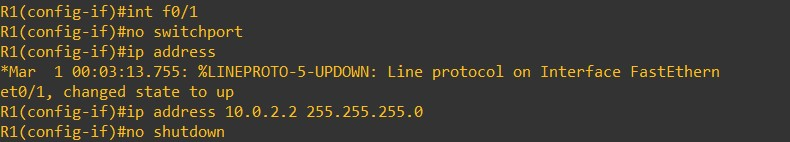 R1(config-if)#int f0/1
R1(config-if)#no switchport
R1(config-if)#ip address
*Mar  1 00:03:13.755: %LINEPROTO-5-UPDOWN: Line protocol on Interface FastEthern
et0/1, changed state to up
R1(config-if)#ip address 10.0.2.2 255.255.255.0
R1(config-if)#no shutdown